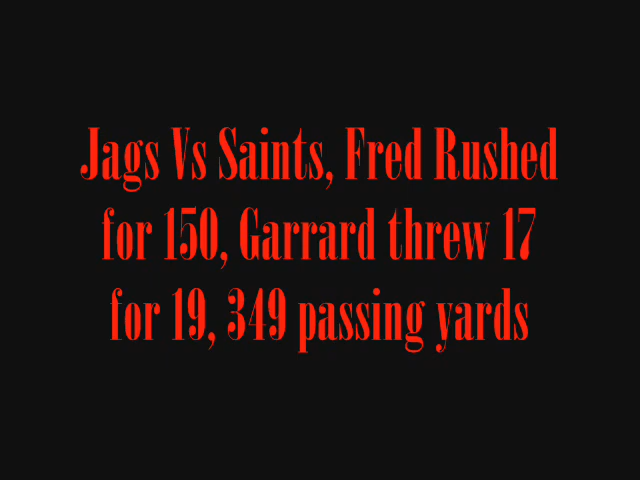 Jags Vs Saints, Fred Rushed
for 150, Garrard threw 17
for 19, 349 passing yards